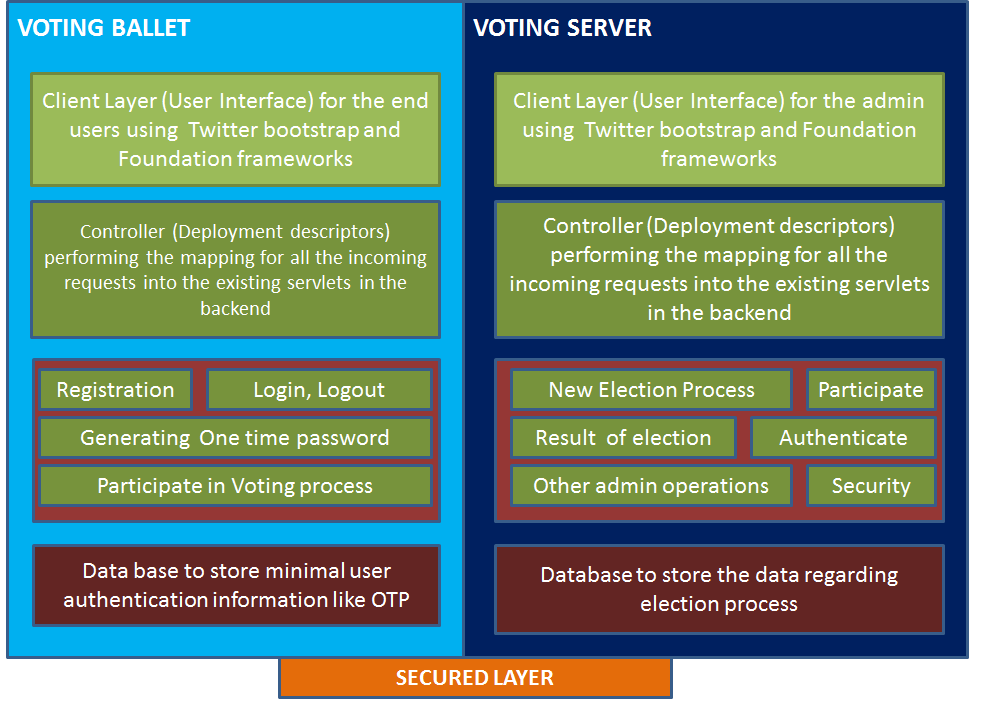 VOTING BALLET
Client Layer (User Interface) for the end
users using Twitter bootstrap and
Foundation frameworks
Controller (Deployment descriptors)
performing the mapping for all the incoming
requests into the existing servlets in the
backend
Registration
Login, Logout
Generating One time password
Participate in Voting process
Data base to store minimal user
authentication information like OTP
VOTING SERVER
Client Layer (User Interface) for the admin
using Twitter bootstrap and Foundation
frameworks
Controller (Deployment descriptors)
performing the mapping for all the
incoming requests into the existing servlets
in the backend
New Election Process
Participate
Result of election
Authenticate
Other admin operations
Security
Database to store the data regarding
election process
SECURED LAYER